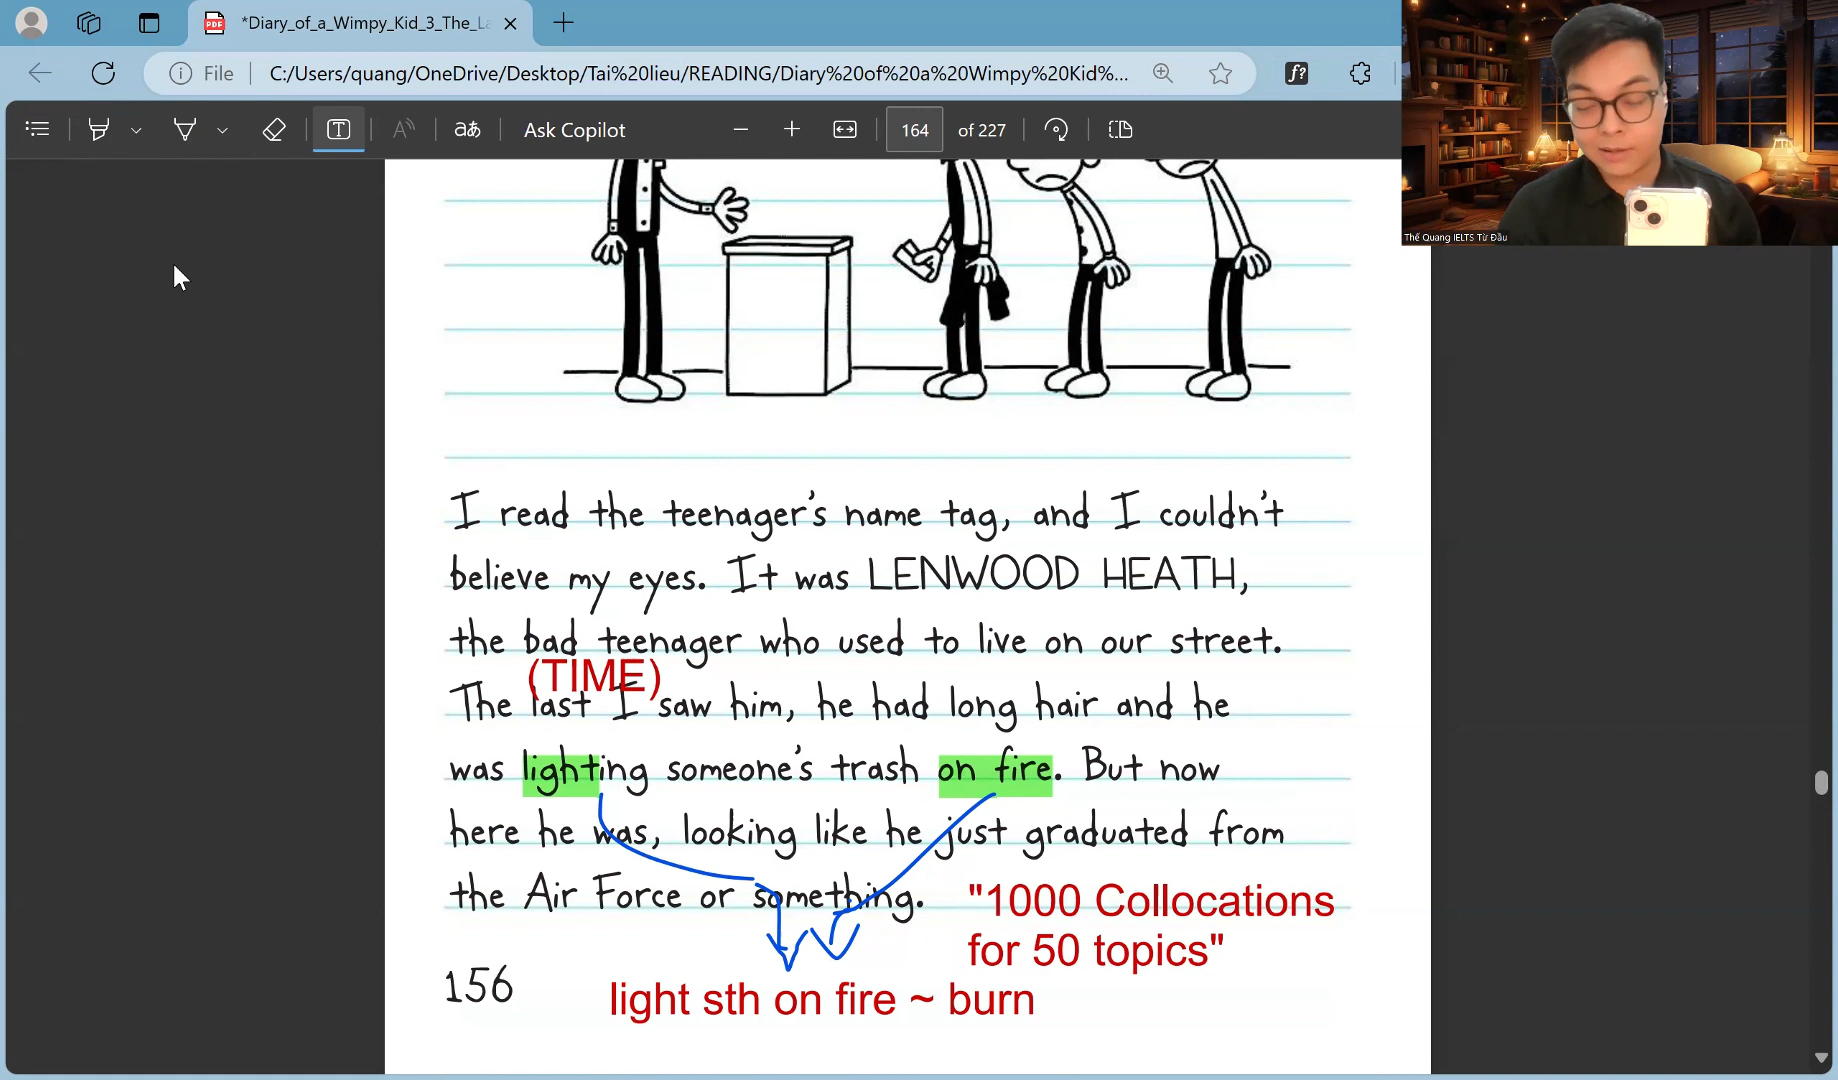 *Diary_of_a_Wimpy_Kid_3_The_La
File
C:/Users/quang/OneDrive/Desktop/Tai%20lieu/READING/Diary%20of%20a%20Wimpy%20Kid%...
Ask Copilot
164 of 227
Thế Quang IELTS Từ Đầu
I read the teenager's name tag, and I couldn't
believe my eyes. It was LENWOOD HEATH,
the bad teenager who used to live on our street.
(TIME)
The last I saw him, he had long hair and he
was lighting someone's trash on fire. But now
here he was, looking like he just graduated from
the Air Force or something.
"1000 Collocations
for 50 topics"
156
light sth on fire ~ burn